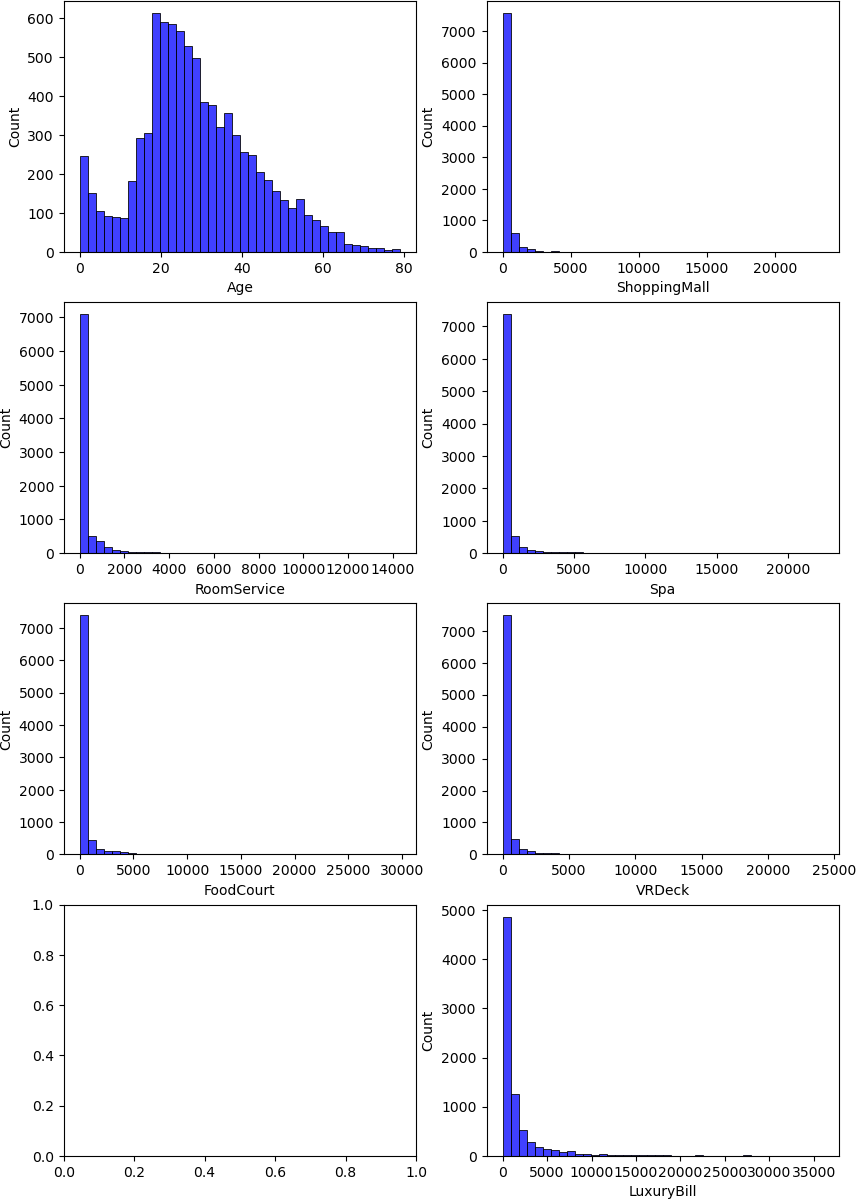 600
500
400
300
200
100
0
Count
0 20 40 60 80
Age
7000
6000
5000
4000
3000
2000
1000
0
Count
0 5000 10000 15000 20000
ShoppingMall
7000
6000
5000
4000
3000
2000
1000
0
Count
0 2000 4000 6000 8000 10000 12000 14000
RoomService
7000
6000
5000
4000
3000
2000
1000
0
Count
0 5000 10000 15000 20000
Spa
7000
6000
5000
4000
3000
2000
1000
0
Count
0 5000 10000 15000 20000 25000 30000
FoodCourt
7000
6000
5000
4000
3000
2000
1000
0
Count
0 5000 10000 15000 20000 25000
VRDeck
1.0
0.8
0.6
0.4
0.2
0.0
0.0 0.2 0.4 0.6 0.8 1.0
5000
4000
3000
2000
1000
0
Count
0 5000 10000 15000 20000 25000 30000 35000
LuxuryBill